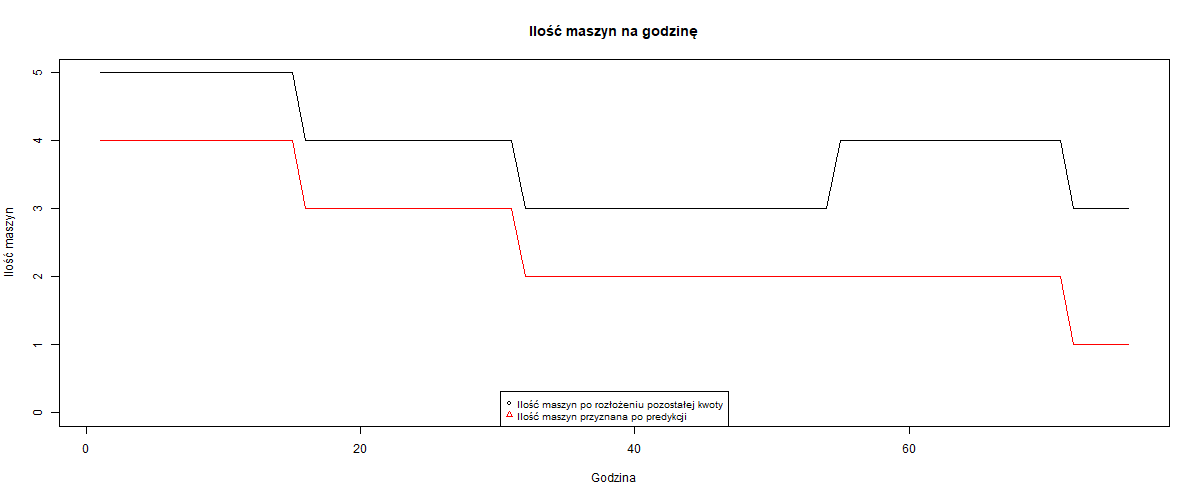 Ilość maszyn na godzinę
Ilość maszyn
5
4
3
2
1
0
Ilość maszyn po rozłożeniu pozostałej kwoty
Ilość maszyn przyznana po predykcji
0 20 40 60
Godzina